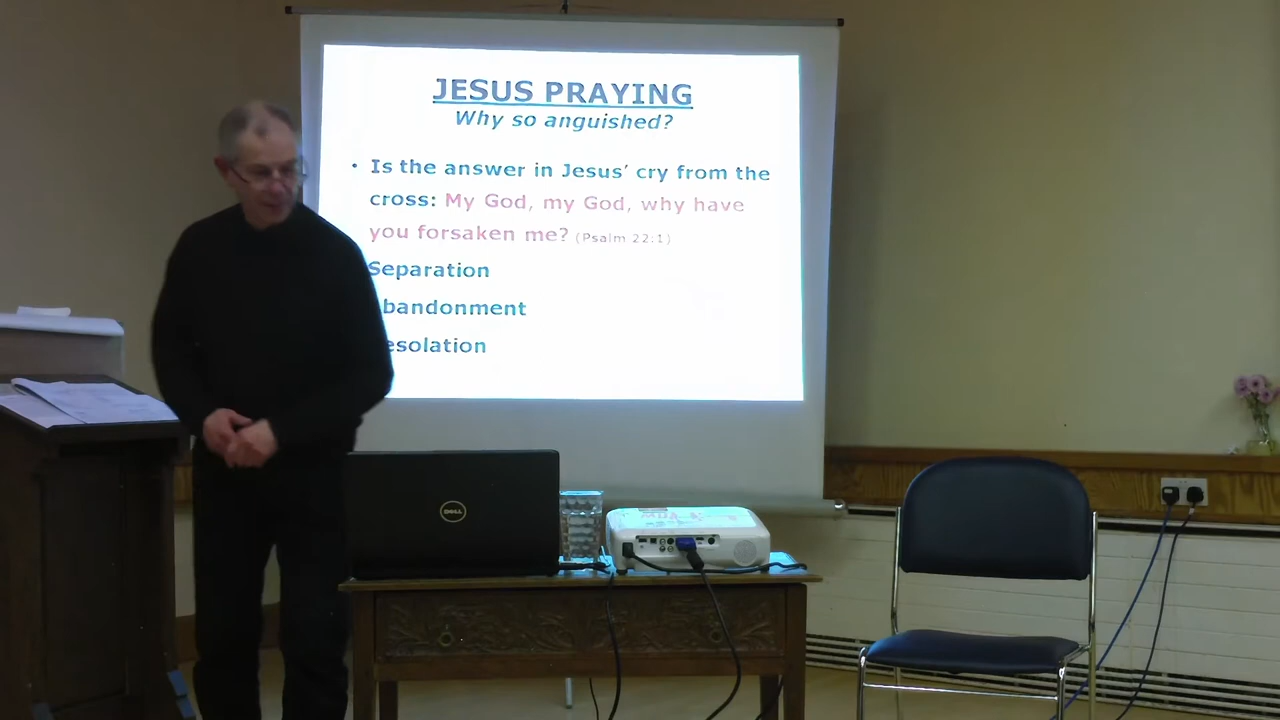 JESUS PRAYING
Why so anguished?
• Is the answer in Jesus’ cry from the
cross: My God, my God, why have
you forsaken me? (Psalm 22:1)
Separation
bandonment
esolation
DELL